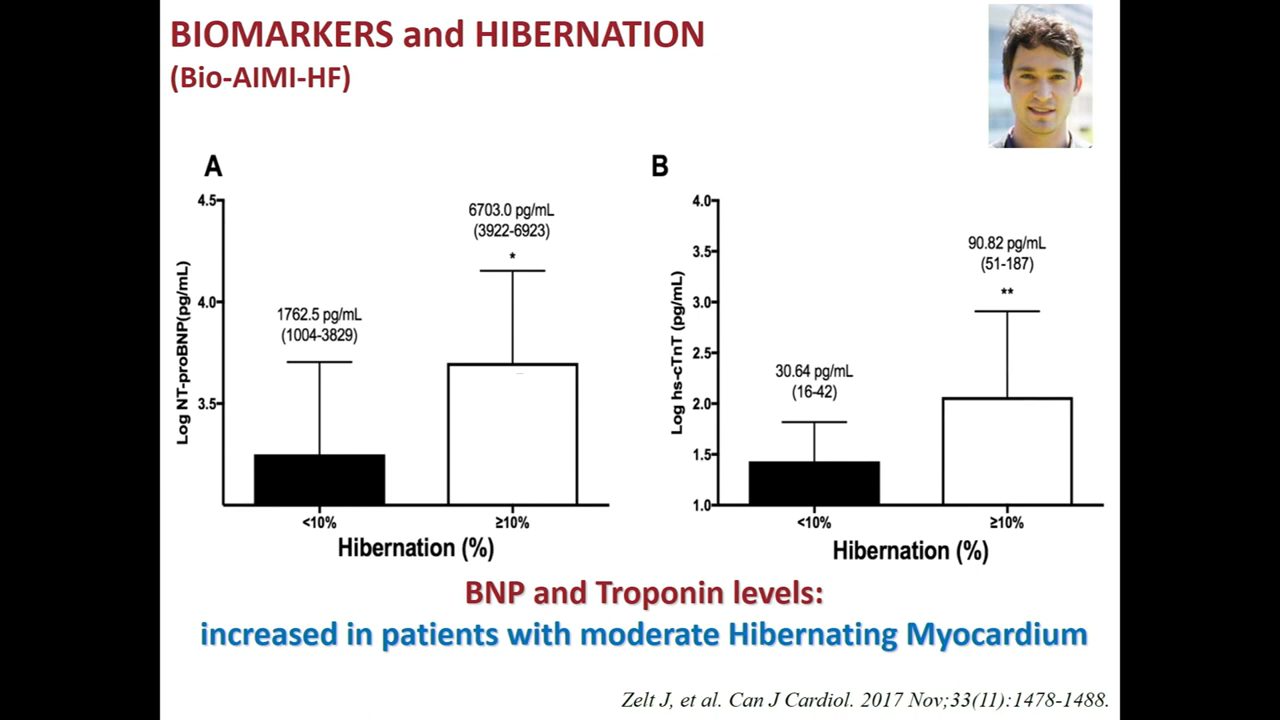 BIOMARKERS and HIBERNATION
(Bio-AIMI-HF)
A
Log NT-proBNP(pg/mL)
4.5
4.0
3.5
1762.5 pg/mL
(1004-3829)
6703.0 pg/mL
(3922-6923)
*
<10%
≥10%
Hibernation (%)
B
Log hs-cTnT (pg/mL)
4.0
3.5
3.0
2.5
2.0
1.5
1.0
30.64 pg/mL
(16-42)
90.82 pg/mL
(51-187)
**
<10%
≥10%
Hibernation (%)
BNP and Troponin levels:
increased in patients with moderate Hibernating Myocardium
Zelt J, et al. Can J Cardiol. 2017 Nov;33(11):1478-1488.